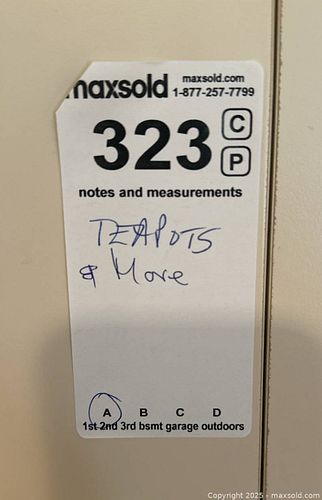 maxsold
maxsold.com
1-877-257-7799
323
C
P
notes and measurements
TEAPOTS
& More
A B C D
1st 2nd 3rd bsmt garage outdoors
Copyright © 2025 - maxsold.com